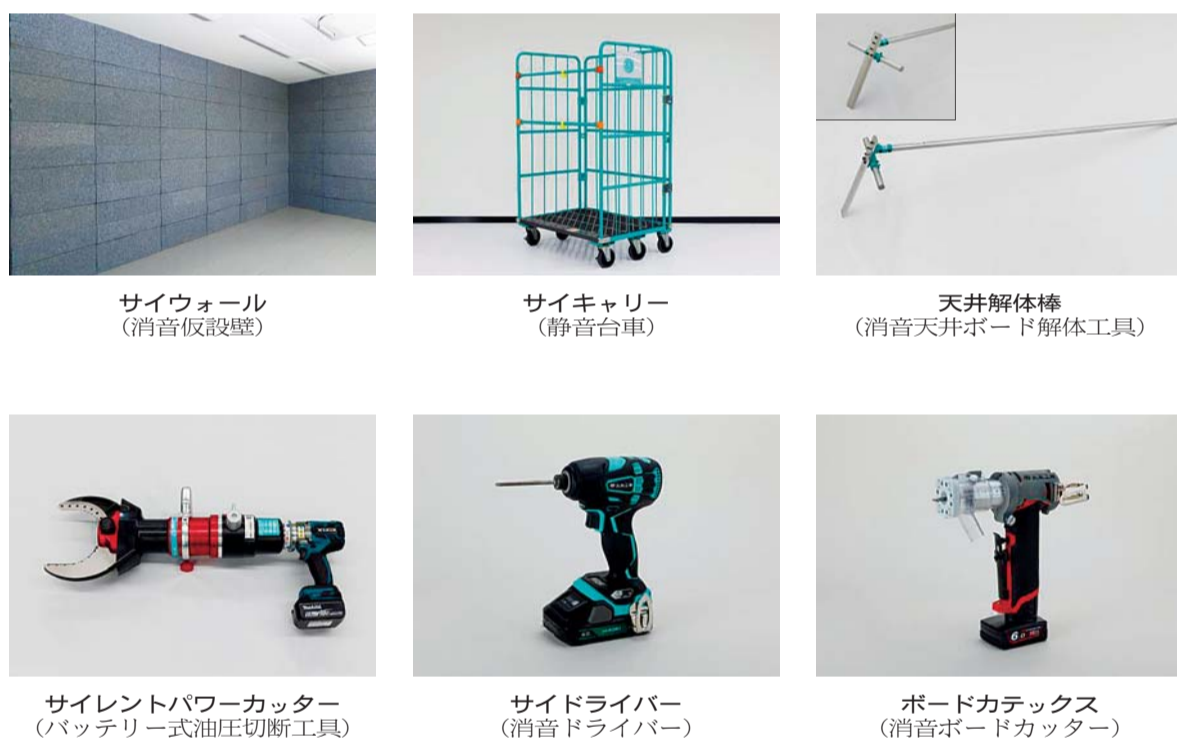 サイウォール
（消音仮設壁）
サイキャリー
（静音台車）
天井解体棒
（消音天井ボード解体工具）
サイレントパワーカッター
（バッテリー式油圧切断工具）
サイドライバー
（消音ドライバー）
ボードカテックス
（消音ボードカッター）
makita
6.0